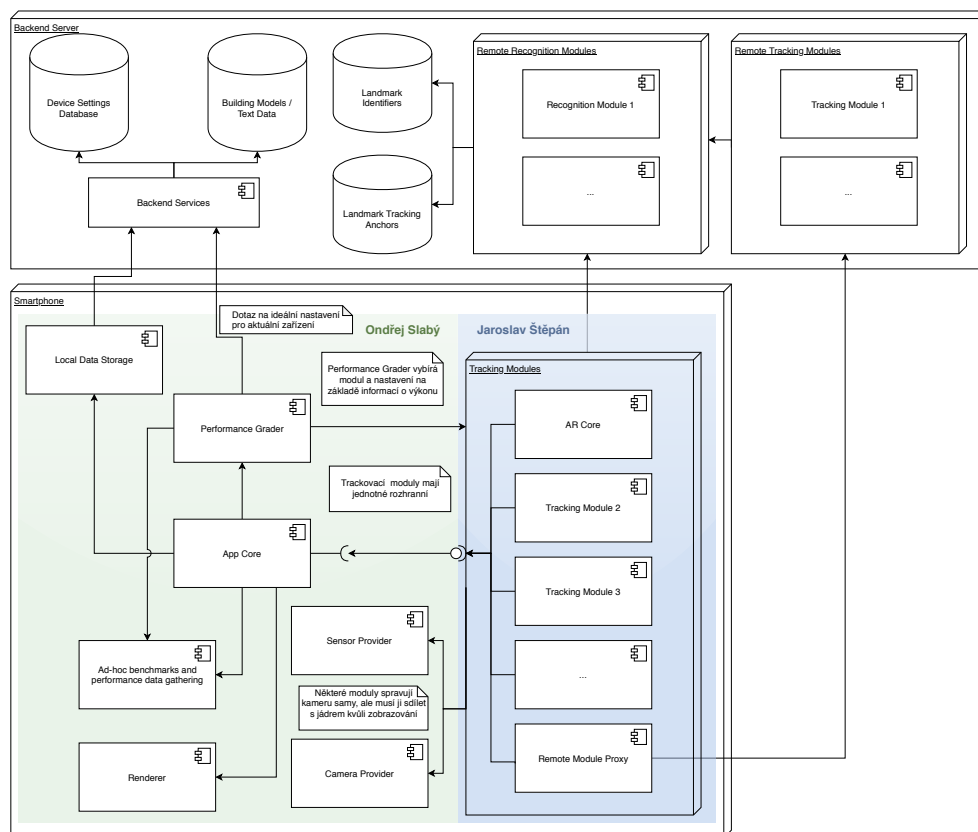 Backend Server
Device Settings
Database
Building Models /
Text Data
Landmark
Identifiers
Landmark Tracking
Anchors
Backend Services
Remote Recognition Modules
Recognition Module 1
...
Remote Tracking Modules
Tracking Module 1
...
Smartphone
Ondřej Slabý
Jaroslav Štěpán
Dotaz na ideální nastavení
pro aktuální zařízení
Local Data Storage
Performance Grader vybírá
modul a nastavení na
základě informací o výkonu
Performance Grader
Trackovací moduly mají
jednotné rozhranní
App Core
Sensor Provider
Ad-hoc benchmarks and
performance data gathering
Některé moduly spravují
kameru samy, ale musí ji sdílet
s jádrem kvůli zobrazování
Renderer
Camera Provider
Tracking Modules
AR Core
Tracking Module 2
Tracking Module 3
...
Remote Module Proxy